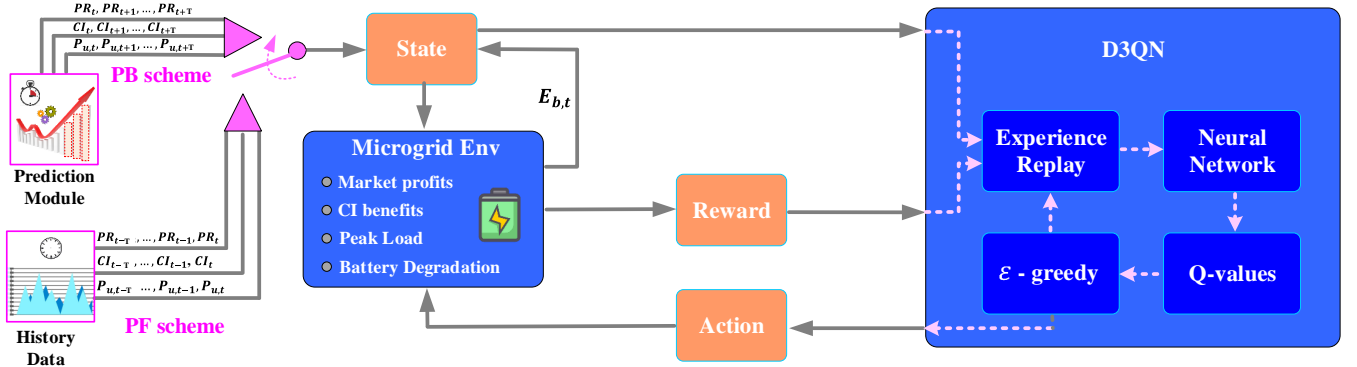 PR_t, PR_{t+1}, ..., PR_{t+T}
CI_t, CI_{t+1}, ..., CI_{t+T}
P_{u,t}, P_{u,t+1}, ..., P_{u,t+T}
PB scheme
Prediction
Module
PR_{t-T} ., ..., PR_{t-1}, PR_t
CI_{t-T} ..., CI_{t-1}, CI_t
P_{u,t-T} ..., P_{u,t-1}, P_{u,t}
PF scheme
History
Data
State
E_{b,t}
Microgrid Env
Market profits
CI benefits
Peak Load
Battery Degradation
Reward
Action
D3QN
Experience
Replay
Neural
Network
ε - greedy
Q-values